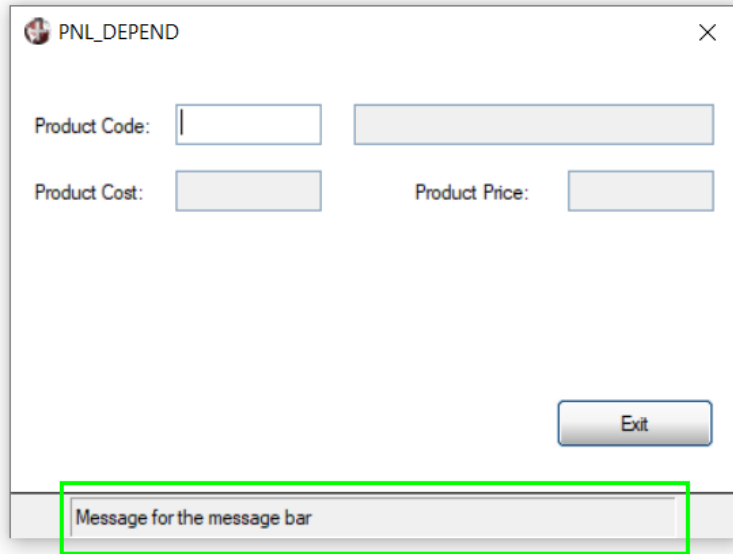 PNL_DEPEND
Product Code:
Product Cost: Product Price:
Exit
Message for the message bar